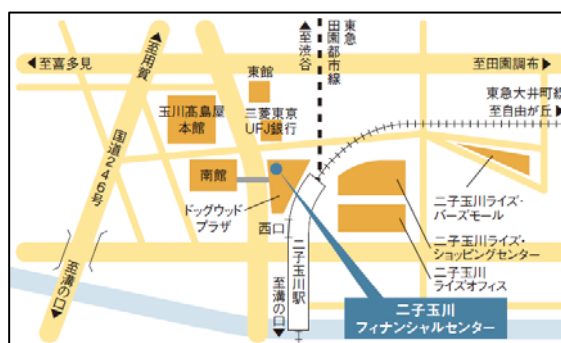 ◀至喜多見
▲至用賀
国道246号
至溝の口▼
玉川髙島屋
本館
東館
三菱東京
UFJ銀行
▲至渋谷
東急
田園都市線
至田園調布▶
東急大井町線
至自由が丘▶
南館
ドッグウッド
プラザ
西口
二子玉川駅
至溝の口▼
二子玉川ライズ・
バーズモール
二子玉川ライズ・
ショッピングセンター
二子玉川
ライズオフィス
二子玉川
フィナンシャルセンター